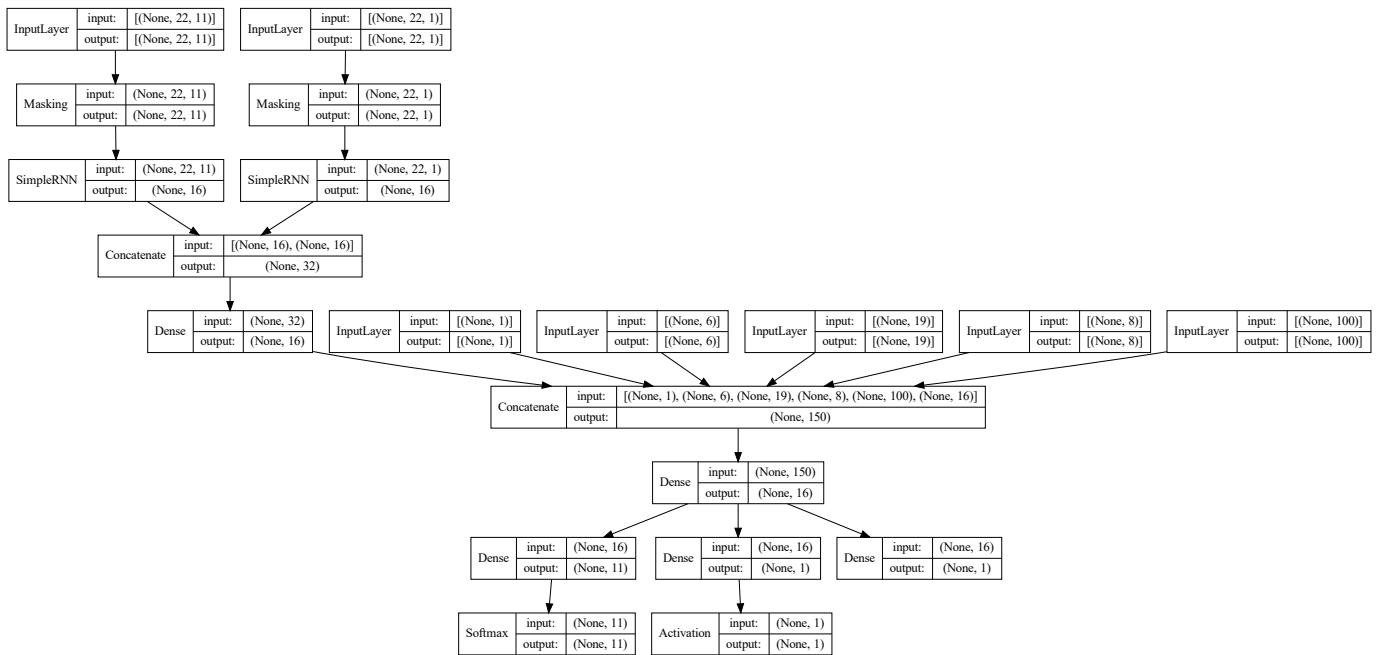 InputLayer input: [(None, 22, 11)] output: [(None, 22, 11)]
InputLayer input: [(None, 22, 1)] output: [(None, 22, 1)]
Masking input: (None, 22, 11) output: (None, 22, 11)
Masking input: (None, 22, 1) output: (None, 22, 1)
SimpleRNN input: (None, 22, 11) output: (None, 16)
SimpleRNN input: (None, 22, 1) output: (None, 16)
Concatenate input: [(None, 16), (None, 16)] output: (None, 32)
Dense input: (None, 32) output: (None, 16)
InputLayer input: [(None, 1)] output: [(None, 1)]
InputLayer input: [(None, 6)] output: [(None, 6)]
InputLayer input: [(None, 19)] output: [(None, 19)]
InputLayer input: [(None, 8)] output: [(None, 8)]
InputLayer input: [(None, 100)] output: [(None, 100)]
Concatenate input: [(None, 1), (None, 6), (None, 19), (None, 8), (None, 100), (None, 16)] output: (None, 150)
Dense input: (None, 150) output: (None, 16)
Dense input: (None, 16) output: (None, 11)
Dense input: (None, 16) output: (None, 1)
Dense input: (None, 16) output: (None, 1)
Softmax input: (None, 11) output: (None, 11)
Activation input: (None, 1) output: (None, 1)